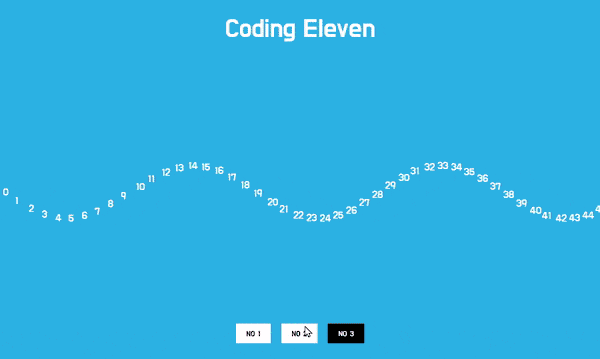 Coding Eleven
0 1 2 3 4 5 6 7 8 9 10 11 12 13 14 15 16 17 18 19 20 21 22 23 24 25 26 27 28 29 30 31 32 33 34 35 36 37 38 39 40 41 42 43 44
NO 1 NO NO 3